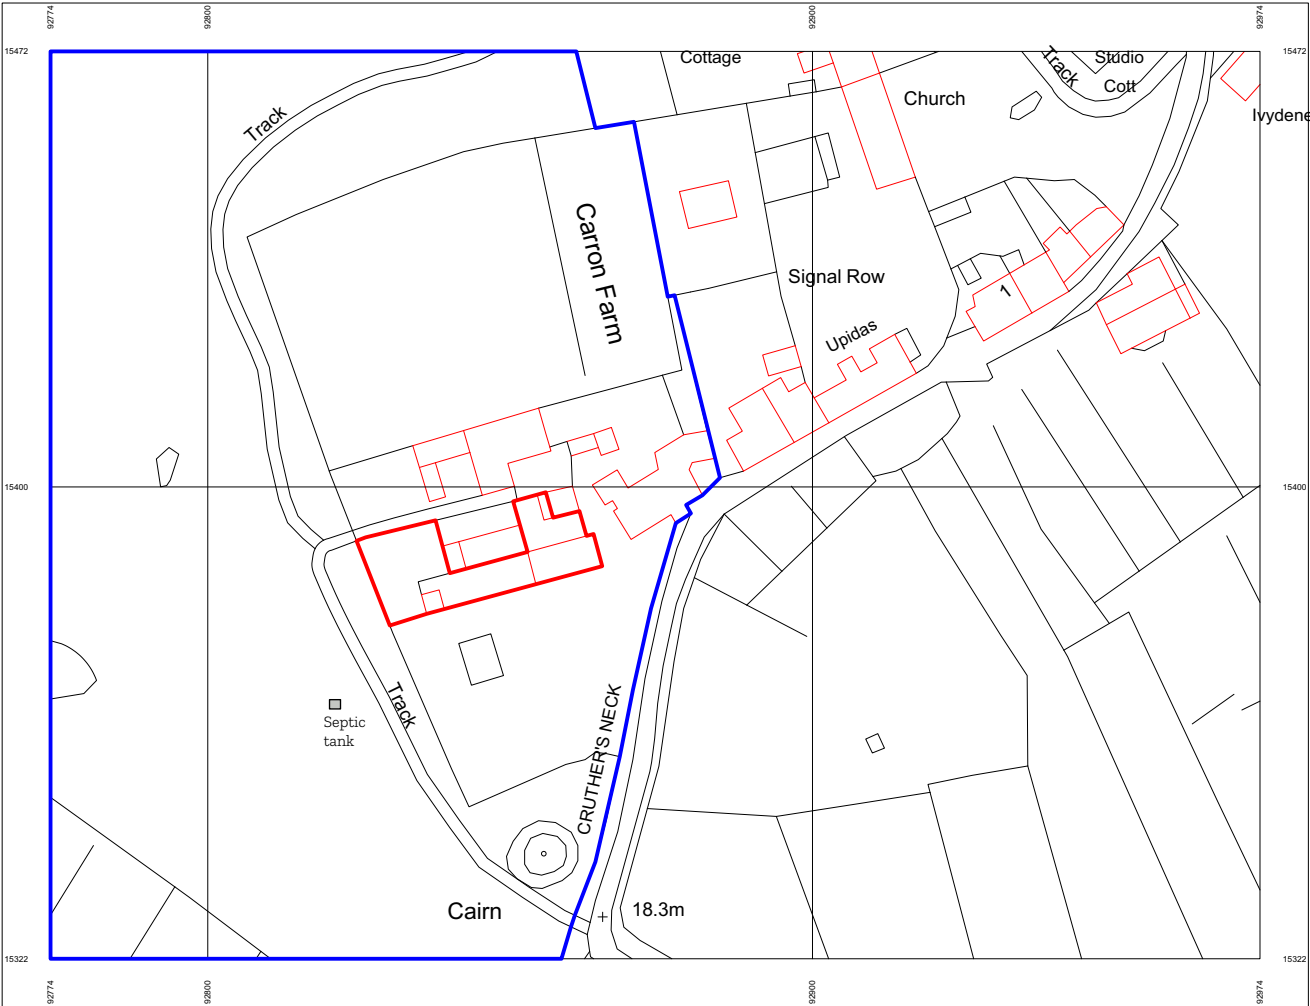 92774
92800
92900
92974
15472
15472
Cottage
Track
Studio
Cott
Church
Track
Ivydene
Carron Farm
Signal Row
1
Upidas
15400
15400
Track
Septic
tank
CRUTHER'S NECK
Cairn
18.3m
15322
15322
92774
92800
92900
92974